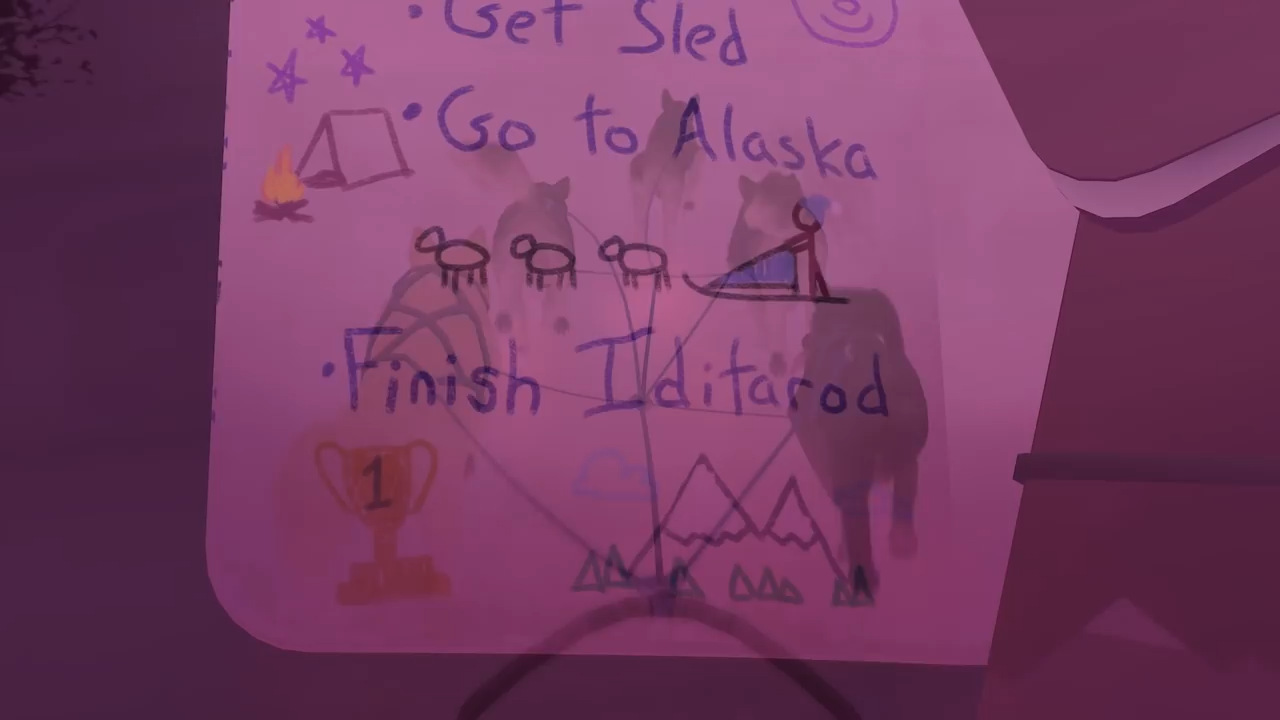 • Get Sled
• Go to Alaska
• Finish Iditarod
1